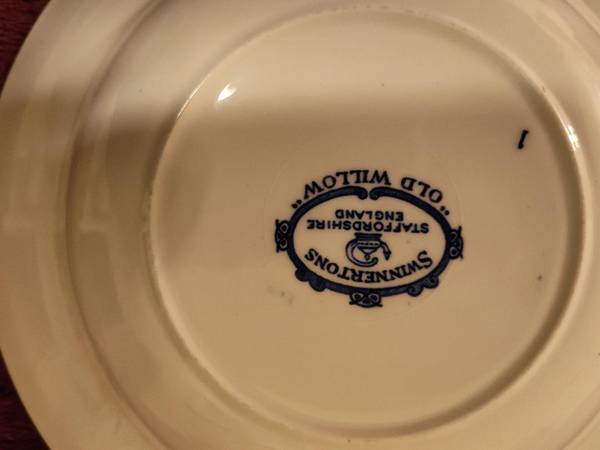 SWINNERTONS
STAFFORDSHIRE
ENGLAND
"OLD WILLOW"
1